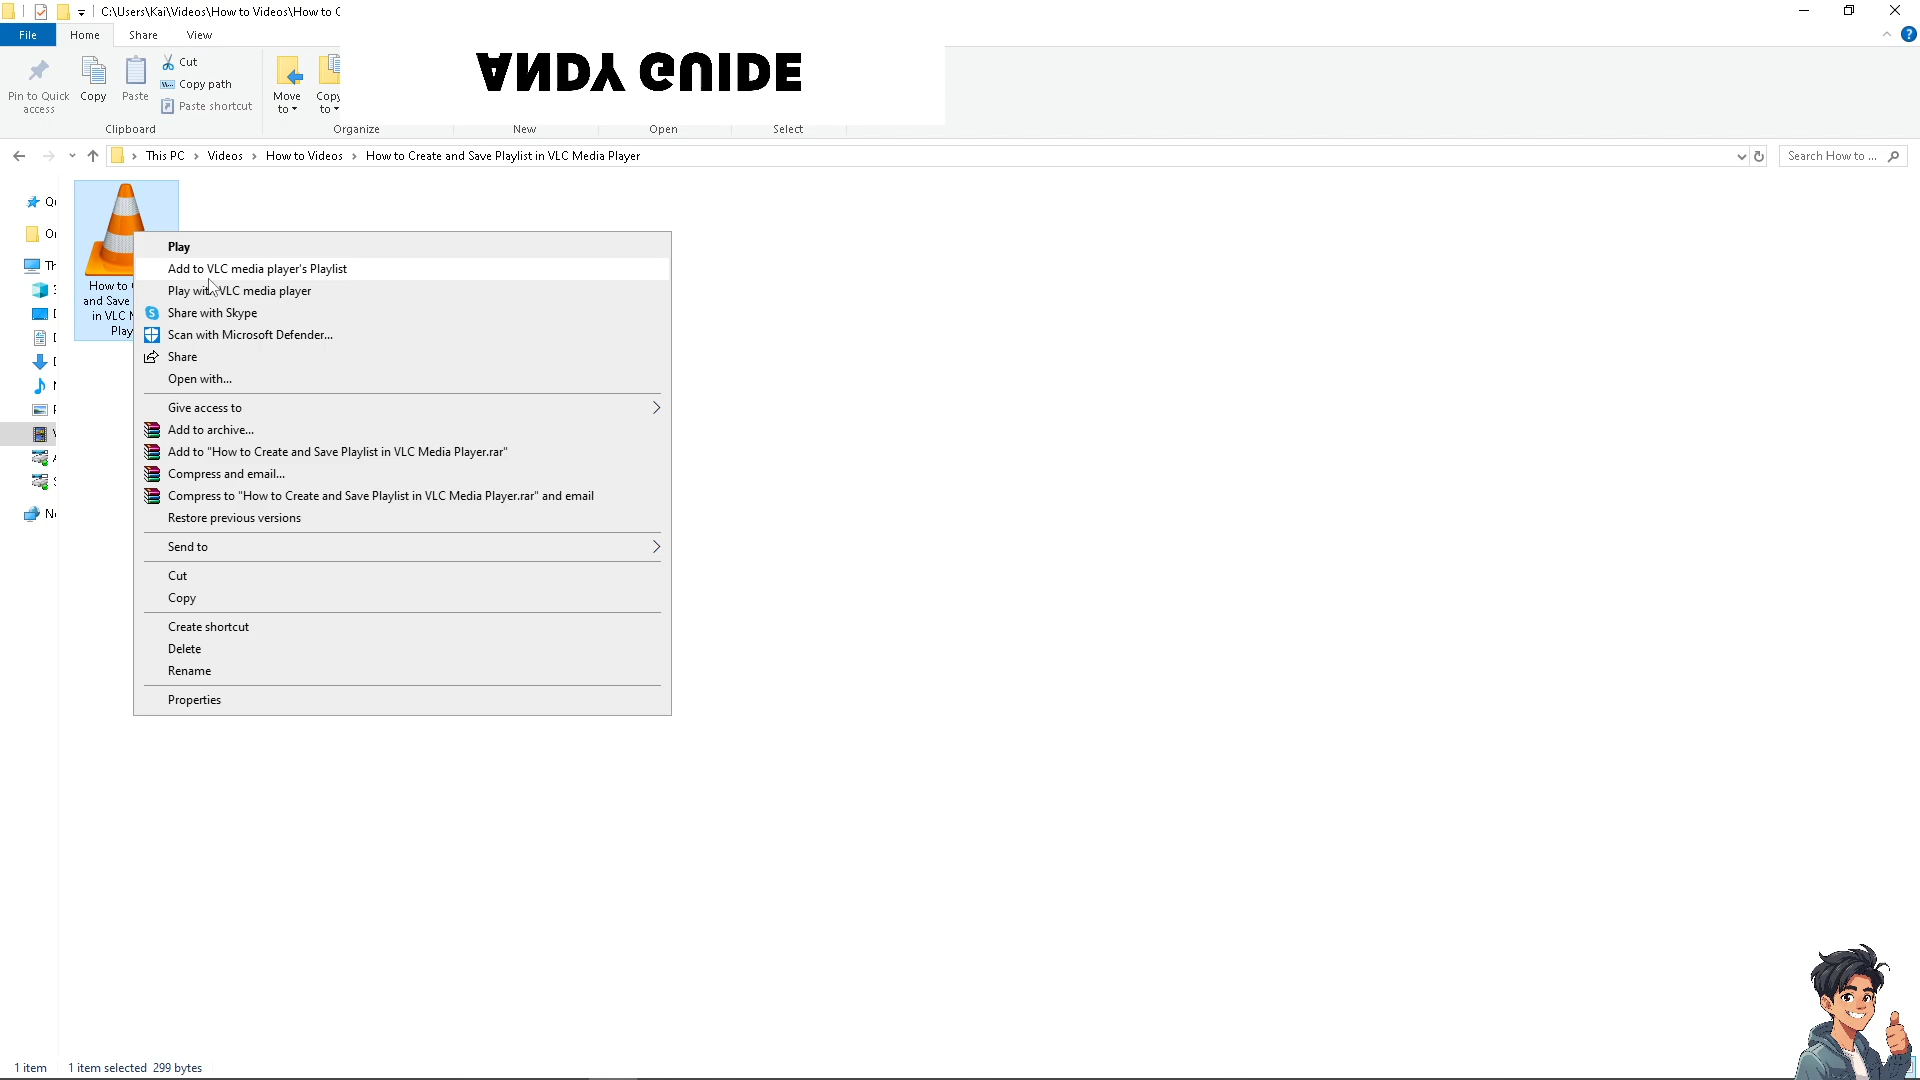 C:\Users\Kai\Videos\How to Videos\How to C
File Home Share View
ANDY GUIDE
Pin to Quick access
Copy
Paste
Cut
Copy path
Paste shortcut
Move to
Copy to
Clipboard Organize New Open Select
This PC > Videos > How to Videos > How to Create and Save Playlist in VLC Media Player
Search How to ...
How to
and Save
in VLC
Play
Play
Add to VLC media player's Playlist
Play with VLC media player
Share with Skype
Scan with Microsoft Defender...
Share
Open with...
Give access to
Add to archive...
Add to "How to Create and Save Playlist in VLC Media Player.rar"
Compress and email...
Compress to "How to Create and Save Playlist in VLC Media Player.rar" and email
Restore previous versions
Send to
Cut
Copy
Create shortcut
Delete
Rename
Properties
1 item 1 item selected 299 bytes